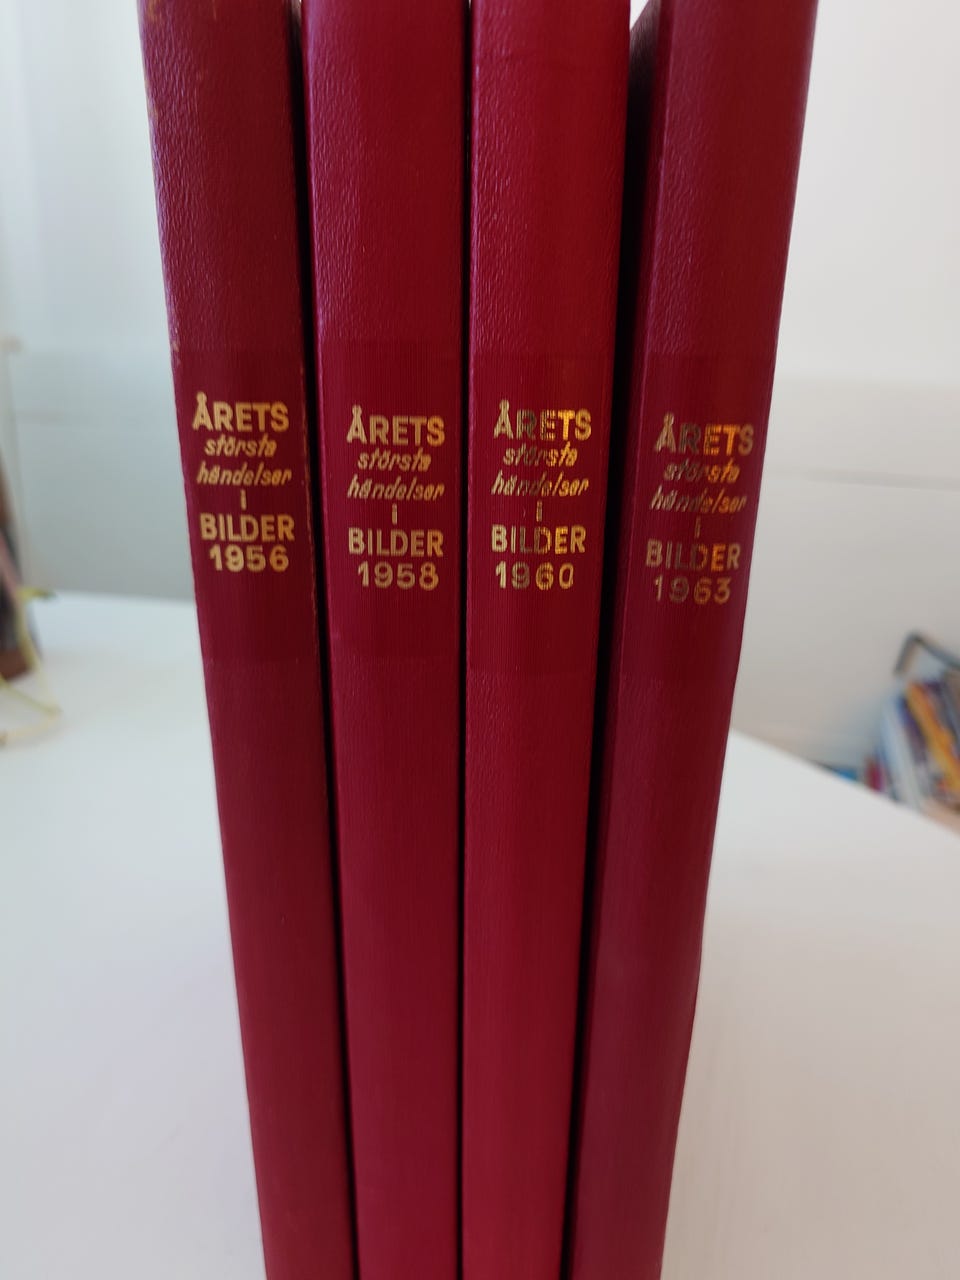 ÅRETS
största
händelser
i
BILDER
1956
ÅRETS
största
händelser
i
BILDER
1958
ÅRETS
största
händelser
i
BILDER
1960
ÅRETS
största
händelser
i
BILDER
1963